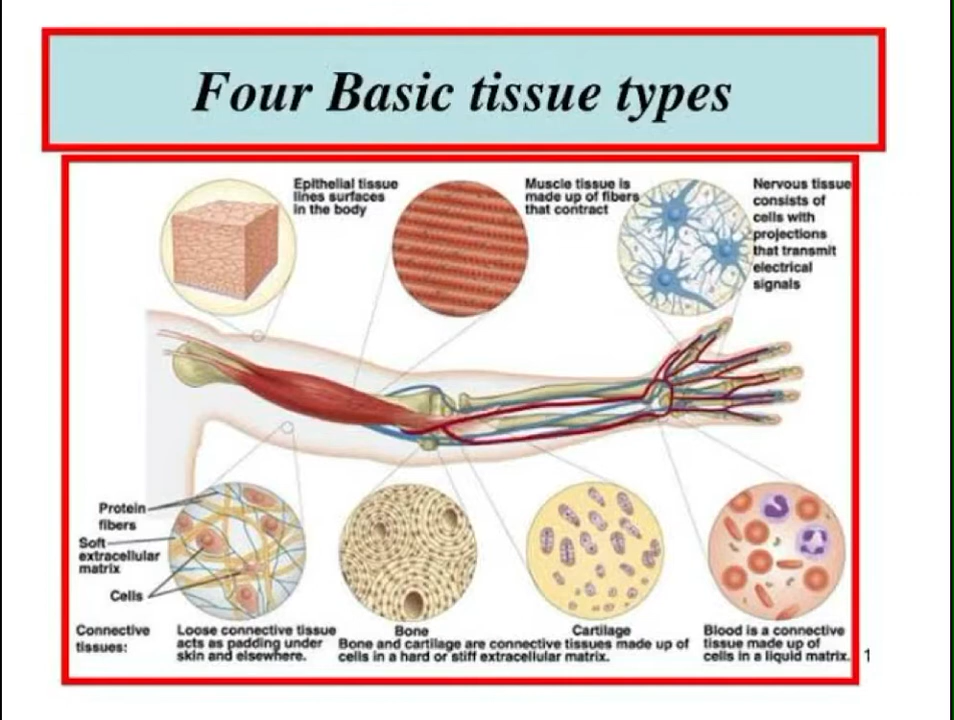 Four Basic tissue types
Epithelial tissue
lines surfaces
in the body
Muscle tissue is
made up of fibers
that contract
Nervous tissue
consists of
cells with
projections
that transmit
electrical
signals
Protein
fibers
Soft
extracellular
matrix
Cells
Connective
tissues:
Loose connective tissue
acts as padding under
skin and elsewhere.
Bone
Cartilage
Bone and cartilage are connective tissues made up of
cells in a hard or stiff extracellular matrix.
Blood is a connective
tissue made up of
cells in a liquid matrix.
1